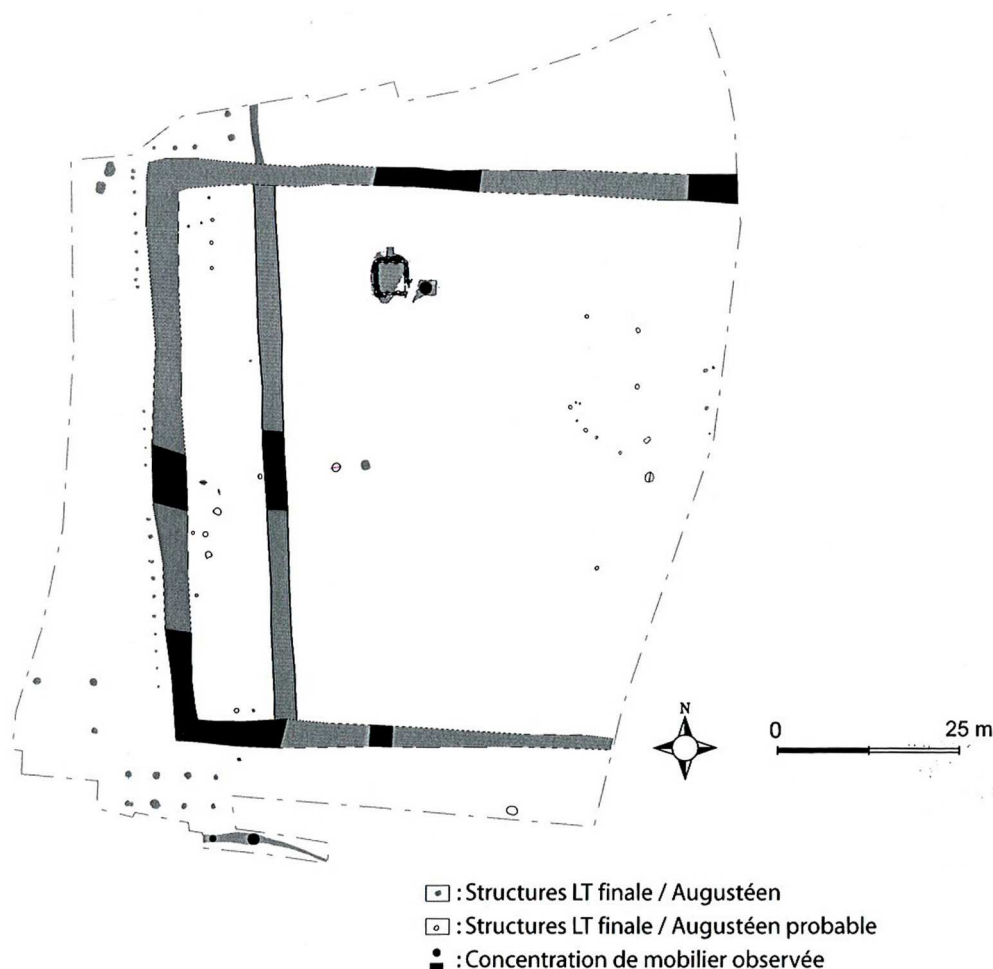 N
0 25 m
: Structures LT finale / Augustéen
: Structures LT finale / Augustéen probable
: Concentration de mobilier observée